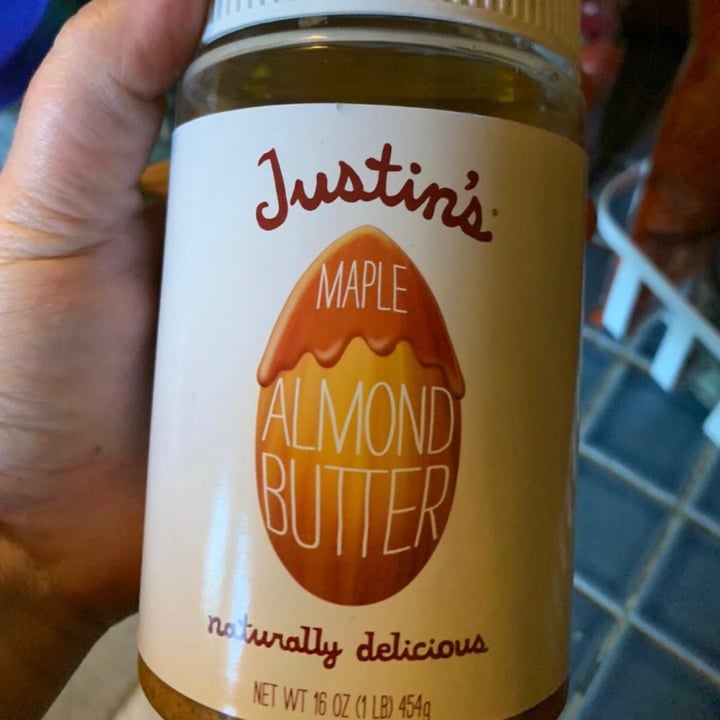 Justin's
MAPLE
ALMOND
BUTTER
naturally delicious
NET WT 16 OZ (1 LB) 454g